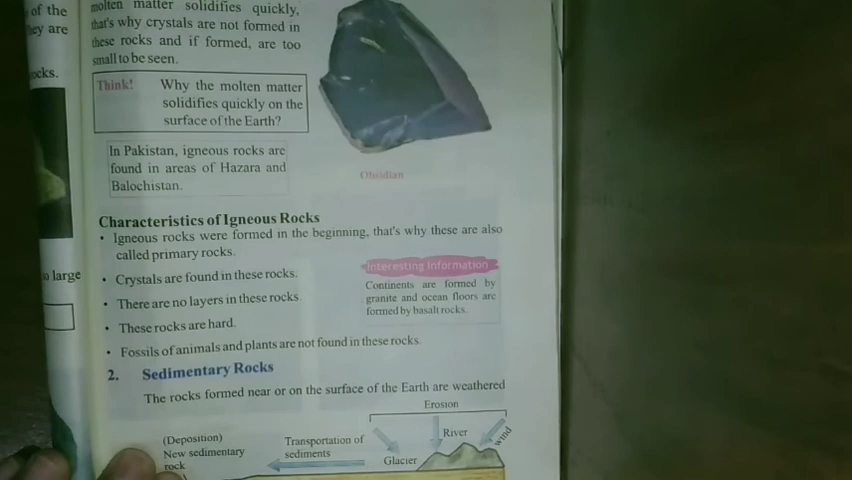 of the
hey are
ocks.
o large
molten matter solidifies quickly,
that's why crystals are not formed in
these rocks and if formed, are too
small to be seen.
Think! Why the molten matter
solidifies quickly on the
surface of the Earth?
In Pakistan, igneous rocks are
found in areas of Hazara and
Balochistan.
Obsidian
Characteristics of Igneous Rocks
• Igneous rocks were formed in the beginning, that's why these are also
called primary rocks.
• Crystals are found in these rocks.
• There are no layers in these rocks.
• These rocks are hard.
• Fossils of animals and plants are not found in these rocks.
Interesting Information
Continents are formed by
granite and ocean floors are
formed by basalt rocks.
2. Sedimentary Rocks
The rocks formed near or on the surface of the Earth are weathered
Erosion
(Deposition)
New sedimentary
rock
Transportation of
sediments
Glacier
River
wind